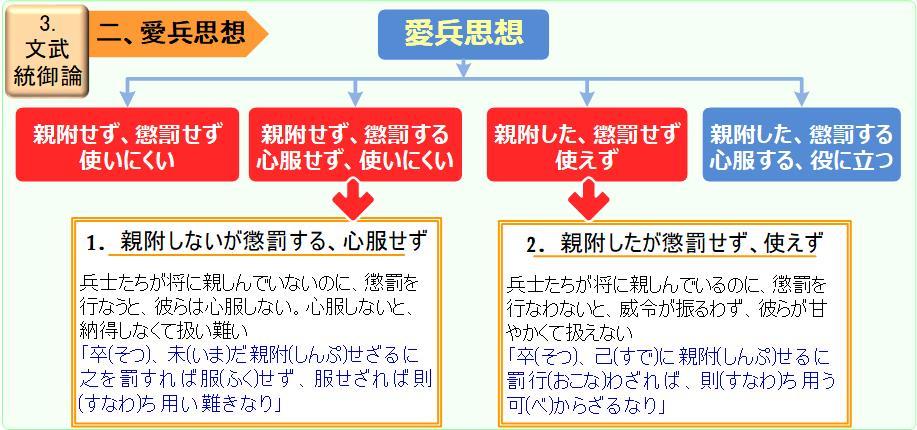 3.
文武
統御論
二、愛兵思想
愛兵思想
親附せず、懲罰せず
使いにくい
親附せず、懲罰する
心服せず、使いにくい
親附した、懲罰せず
使えず
親附した、懲罰する
心服する、役に立つ
1．親附しないが懲罰する、心服せず
兵士たちが将に親しんでいないのに、懲罰を
行なうと、彼らは心服しない。心服しないと、
納得しなくて扱い難い
「卒(そつ)、未(いま)だ親附(しんぷ)せざるに
之を罰すれば服(ふく)せず、服せざれば則
(すなわ)ち用い難きなり」
2．親附したが懲罰せず、使えず
兵士たちが将に親しんでいるのに、懲罰を
行なわないと、威令が振るわず、彼らが甘
やかくて扱えない
「卒(そつ)、已(すで)に親附(しんぷ)せるに
罰行(おこな)わざれば、則(すなわ)ち用う
可(べ)からざるなり」